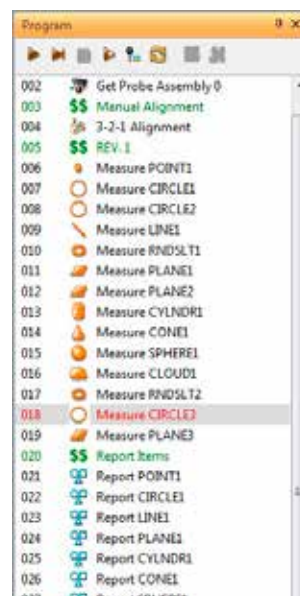 Program
002 Get Probe Assembly 0
003 $$ Manual Alignment
004 3-2-1 Alignment
005 $$ REV. 1
006 Measure POINT1
007 Measure CIRCLE1
008 Measure CIRCLE2
009 Measure LINE1
010 Measure RNDSLT1
011 Measure PLANE1
012 Measure PLANE2
013 Measure CYLNDR1
014 Measure CONE1
015 Measure SPHERE1
016 Measure CLOUD1
017 Measure RNDSLT2
018 Measure CIRCLE3
019 Measure PLANE3
020 $$ Report Items
021 Report POINT1
022 Report CIRCLE1
023 Report LINE1
024 Report PLANE1
025 Report CYLNDR1
026 Report CONE1